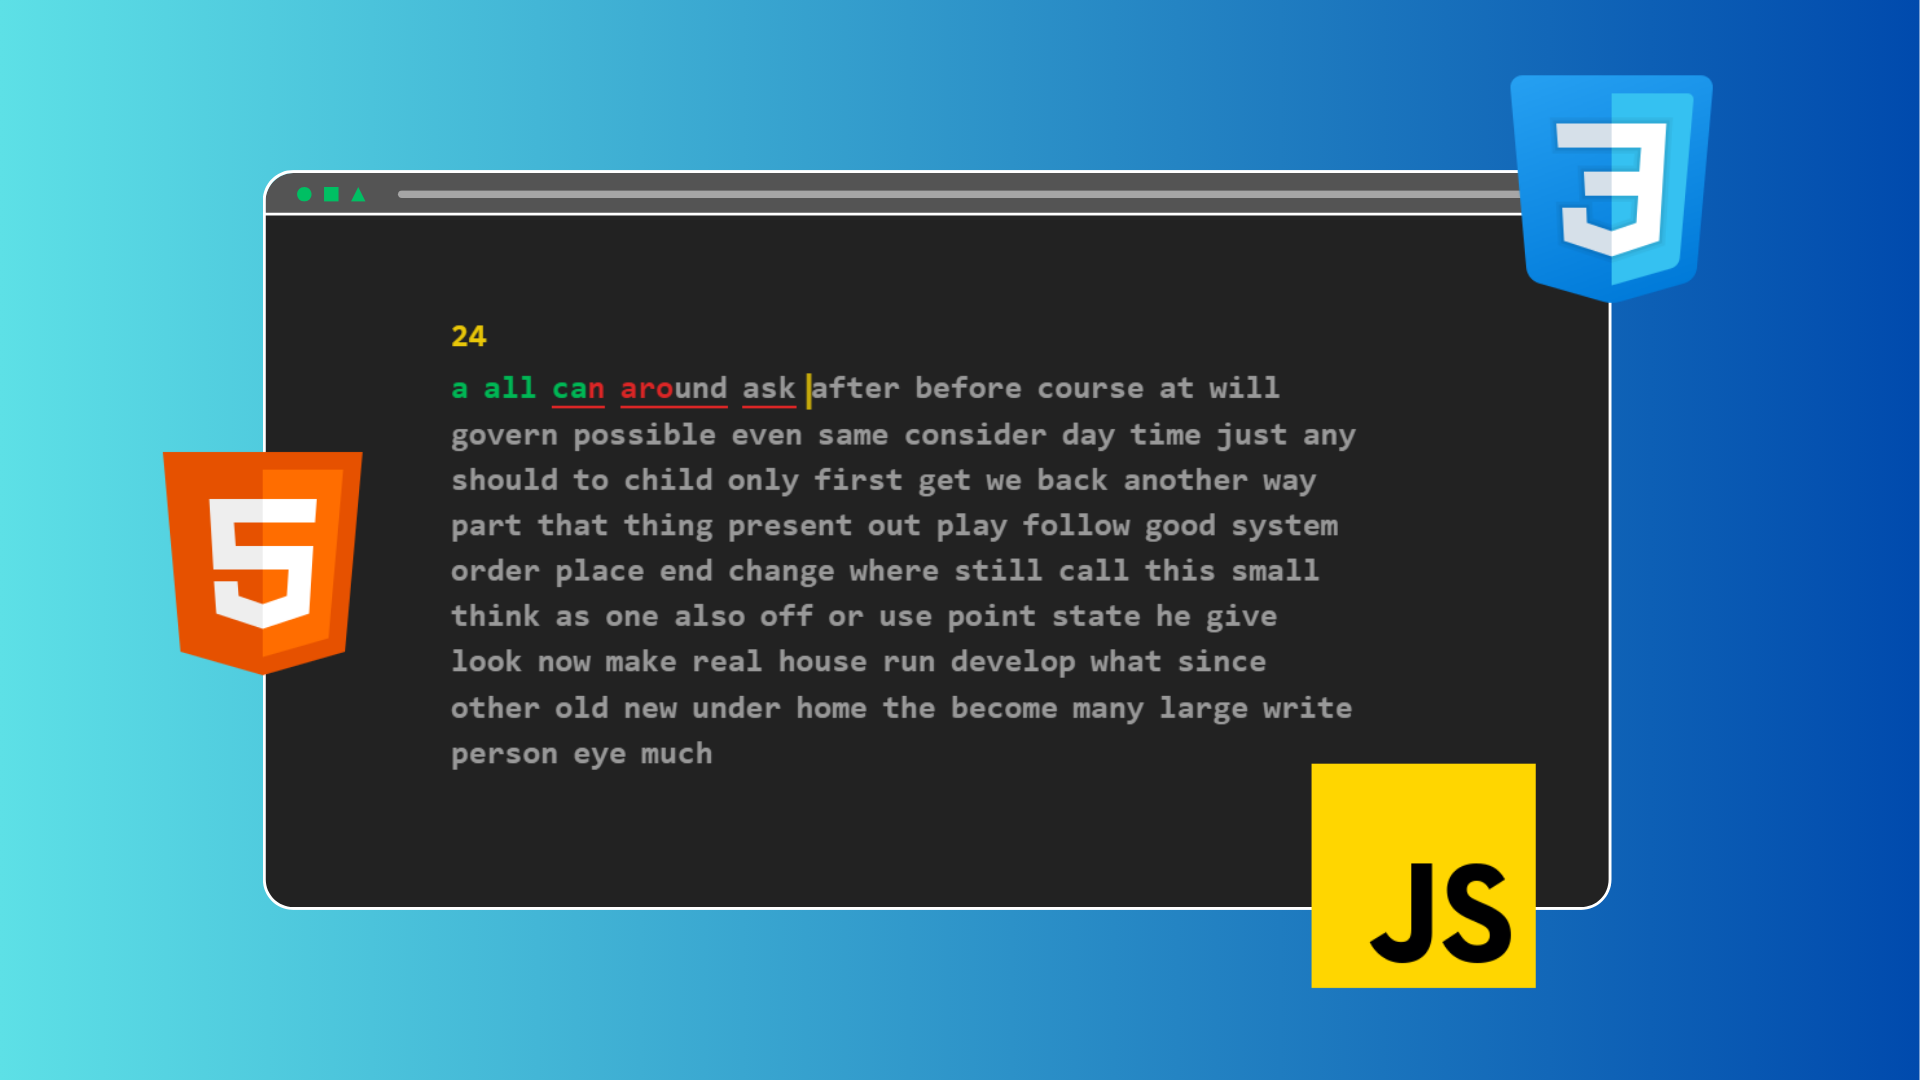 24
a all can around ask after before course at will
govern possible even same consider day time just any
should to child only first get we back another way
part that thing present out play follow good system
order place end change where still call this small
think as one also off or use point state he give
look now make real house run develop what since
other old new under home the become many large write
person eye much
3
5
JS